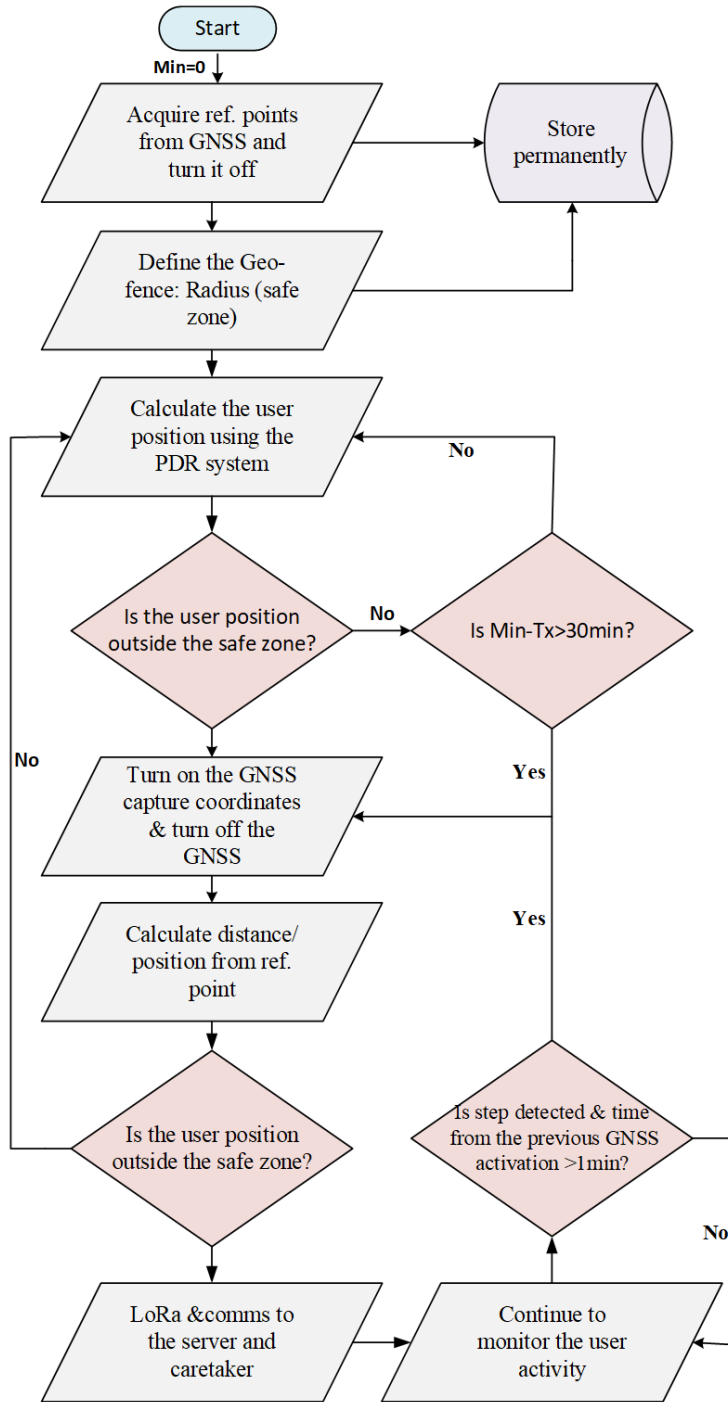 Start
Min=0
Acquire ref. points
from GNSS and
turn it off
Store
permanently
Define the Geo-
fence: Radius (safe
zone)
Calculate the user
position using the
PDR system
No
Is the user position
outside the safe zone?
No
Is Min-Tx>30min?
No
Yes
Turn on the GNSS
capture coordinates
& turn off the
GNSS
Yes
Calculate distance/
position from ref.
point
Is the user position
outside the safe zone?
Is step detected & time
from the previous GNSS
activation >1min?
No
LoRa &comms to
the server and
caretaker
Continue to
monitor the user
activity